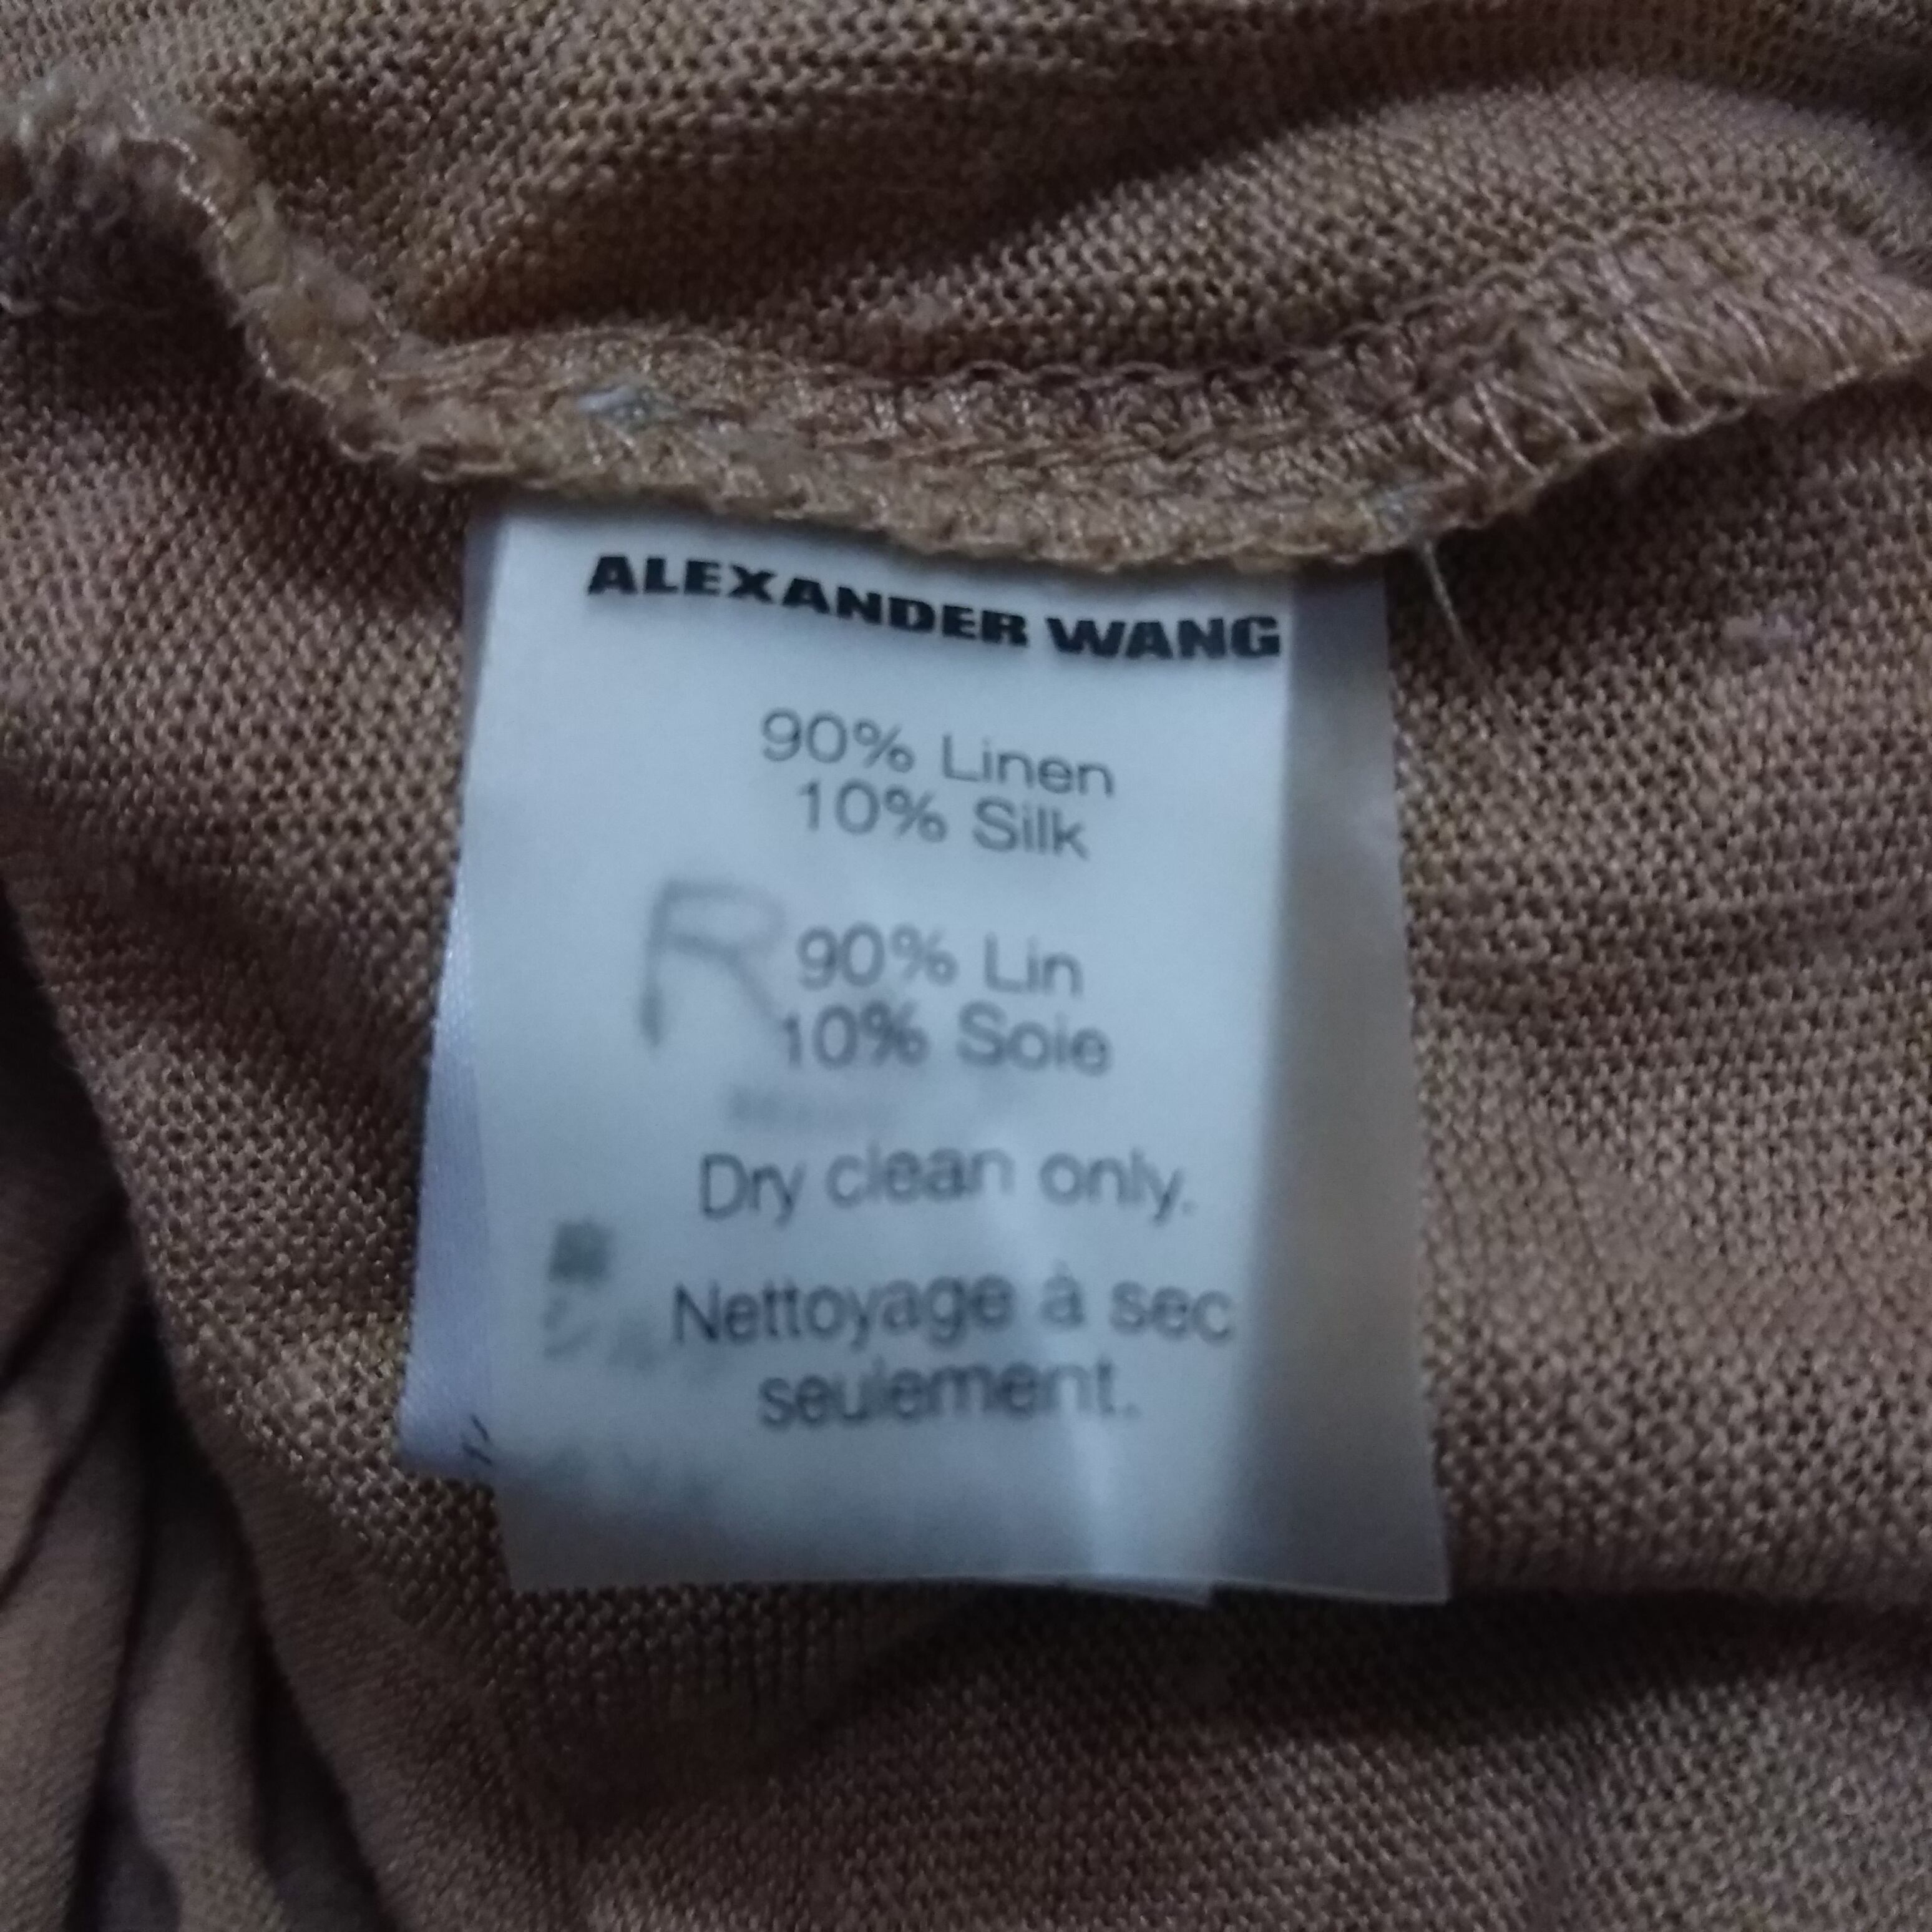 ALEXANDER WANG
90% Linen
10% Silk
R
90% Lin
10% Soie
Dry clean only.
Nettoyage à sec
seulement.